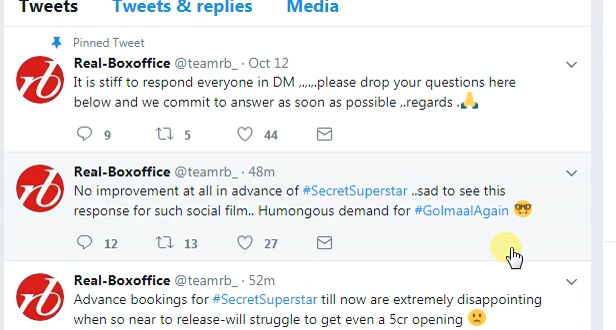 Tweets Tweets & replies Media
Pinned Tweet
Real-Boxoffice @teamrb_ · Oct 12
It is stiff to respond everyone in DM ,,,,,,please drop your questions here
below and we commit to answer as soon as possible ,.regards .🙏
9 5 44
Real-Boxoffice @teamrb_ · 48m
No improvement at all in advance of #SecretSuperstar ..sad to see this
response for such social film.. Humongous demand for #GolmaalAgain 🤓
12 13 27
Real-Boxoffice @teamrb_ · 52m
Advance bookings for #SecretSuperstar till now are extremely disappointing
when so near to release-will struggle to get even a 5cr opening 🙁